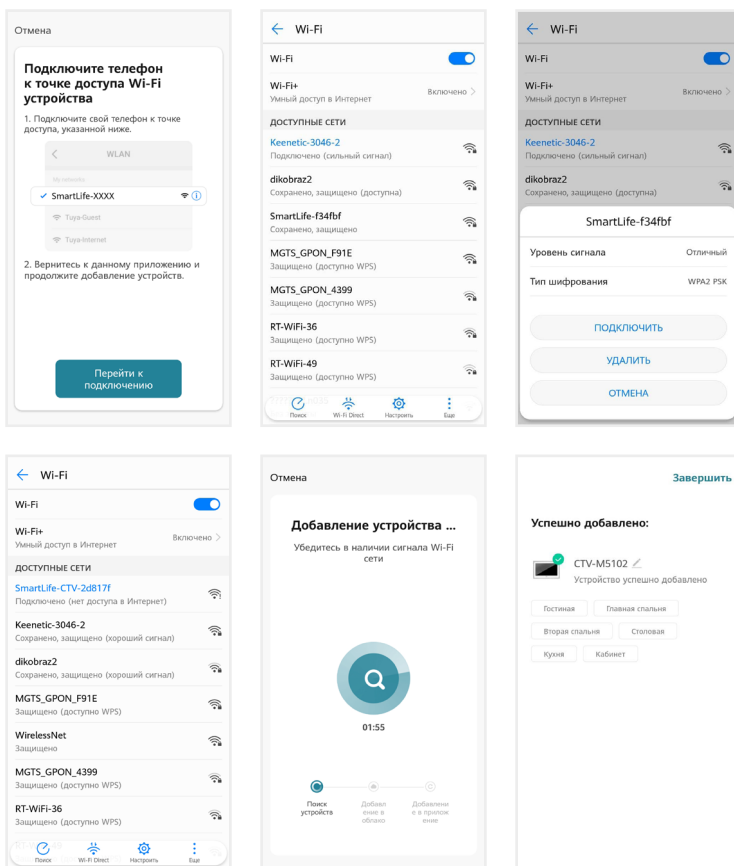 Отмена
Подключите телефон
к точке доступа Wi-Fi
устройства
1. Подключите свой телефон к точке
доступа, указанной ниже.
WLAN
My networks
SmartLife-XXXX
Tuya-Guest
Tuya-Internet
2. Вернитесь к данному приложению и
продолжите добавление устройств.
Перейти к
подключению
Wi-Fi
Wi-Fi
Wi-Fi+
Умный доступ в Интернет
Включено
ДОСТУПНЫЕ СЕТИ
Keenetic-3046-2
Подключено (сильный сигнал)
dikobraz2
Сохранено, защищено (доступна)
SmartLife-f34fbf
Сохранено, защищено
MGTS_GPON_F91E
Защищено (доступно WPS)
MGTS_GPON_4399
Защищено (доступно WPS)
RT-WiFi-36
Защищено (доступно WPS)
RT-WiFi-49
Защищено (доступно WPS)
Поиск
Wi-Fi Direct
Настроить
Еще
Wi-Fi
Wi-Fi
Wi-Fi+
Умный доступ в Интернет
Включено
ДОСТУПНЫЕ СЕТИ
Keenetic-3046-2
Подключено (сильный сигнал)
dikobraz2
Сохранено, защищено (доступна)
SmartLife-f34fbf
Уровень сигнала
Отличный
Тип шифрования
WPA2 PSK
ПОДКЛЮЧИТЬ
УДАЛИТЬ
ОТМЕНА
Wi-Fi
Wi-Fi
Wi-Fi+
Умный доступ в Интернет
Включено
ДОСТУПНЫЕ СЕТИ
SmartLife-CTV-2d817f
Подключено (нет доступа в Интернет)
Keenetic-3046-2
Сохранено, защищено (хороший сигнал)
dikobraz2
Сохранено, защищено (хороший сигнал)
MGTS_GPON_F91E
Защищено (доступно WPS)
WirelessNet
Защищено
MGTS_GPON_4399
Защищено (доступно WPS)
RT-WiFi-36
Защищено (доступно WPS)
Поиск
Wi-Fi Direct
Настроить
Еще
Отмена
Добавление устройства ...
Убедитесь в наличии сигнала Wi-Fi
сети
01:55
Поиск
устройств
Добавл
ение в
облако
Добавлени
е в прилож
ение
Завершить
Успешно добавлено:
CTV-M5102
Устройство успешно добавлено
Гостиная
Главная спальня
Вторая спальня
Столовая
Кухня
Кабинет